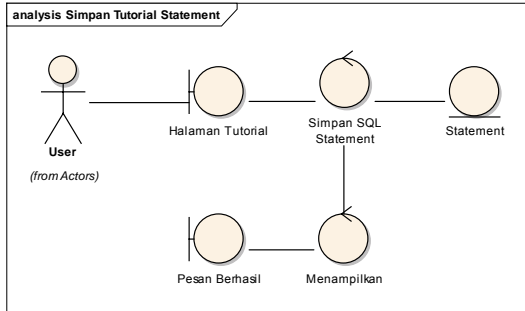 analysis Simpan Tutorial Statement
User
(from Actors)
Halaman Tutorial
Simpan SQL
Statement
Statement
Pesan Berhasil
Menampilkan